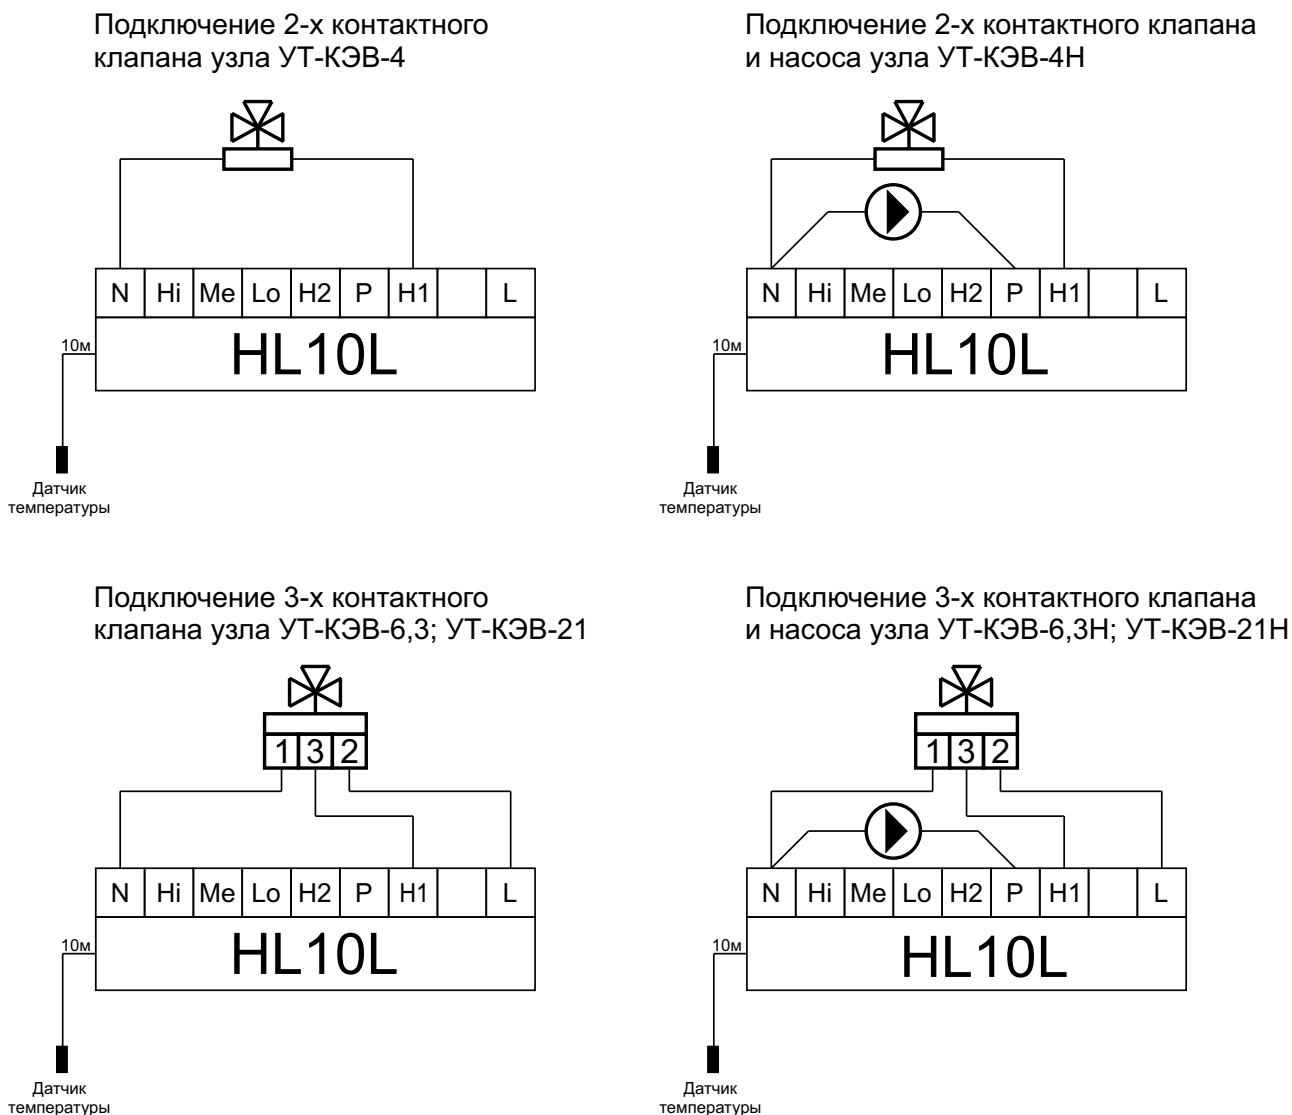 Подключение 2-х контактного
клапана узла УТ-КЭВ-4
N Hi Me Lo H2 P H1 L
10м
HL10L
Датчик
температуры
Подключение 2-х контактного клапана
и насоса узла УТ-КЭВ-4Н
N Hi Me Lo H2 P H1 L
10м
HL10L
Датчик
температуры
Подключение 3-х контактного
клапана узла УТ-КЭВ-6,3; УТ-КЭВ-21
1 3 2
N Hi Me Lo H2 P H1 L
10м
HL10L
Датчик
температуры
Подключение 3-х контактного клапана
и насоса узла УТ-КЭВ-6,3Н; УТ-КЭВ-21Н
1 3 2
N Hi Me Lo H2 P H1 L
10м
HL10L
Датчик
температуры